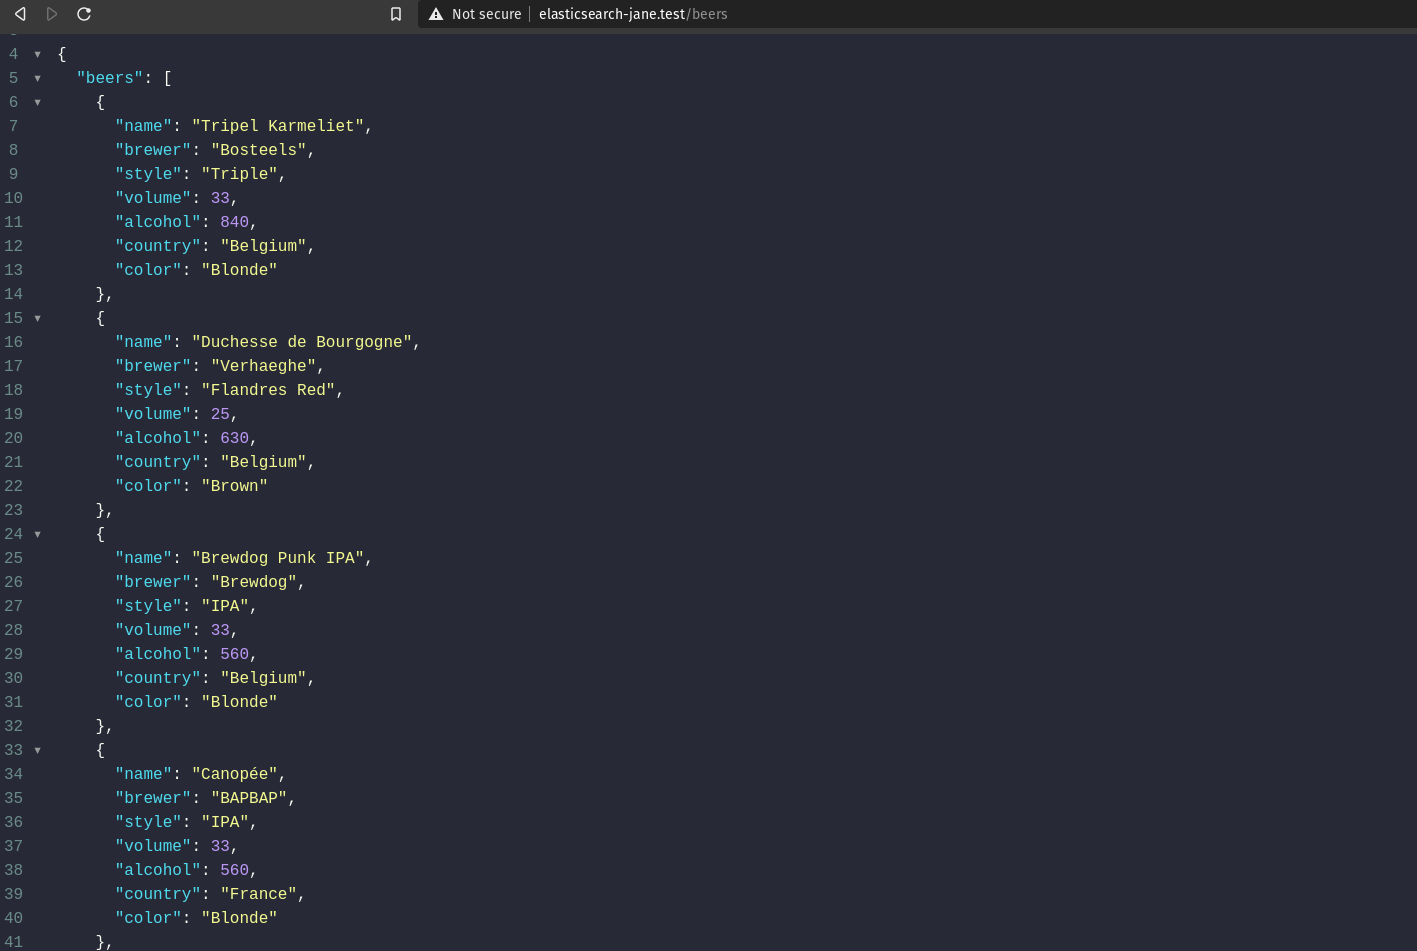 Not secure | elasticsearch-jane.test/beers
4 ▼ {
5 ▼   "beers": [
6 ▼     {
7         "name": "Tripel Karmeliet",
8         "brewer": "Bosteels",
9         "style": "Triple",
10        "volume": 33,
11        "alcohol": 840,
12        "country": "Belgium",
13        "color": "Blonde"
14      },
15 ▼    {
16        "name": "Duchesse de Bourgogne",
17        "brewer": "Verhaeghe",
18        "style": "Flandres Red",
19        "volume": 25,
20        "alcohol": 630,
21        "country": "Belgium",
22        "color": "Brown"
23      },
24 ▼    {
25        "name": "Brewdog Punk IPA",
26        "brewer": "Brewdog",
27        "style": "IPA",
28        "volume": 33,
29        "alcohol": 560,
30        "country": "Belgium",
31        "color": "Blonde"
32      },
33 ▼    {
34        "name": "Canopée",
35        "brewer": "BAPBAP",
36        "style": "IPA",
37        "volume": 33,
38        "alcohol": 560,
39        "country": "France",
40        "color": "Blonde"
41      },